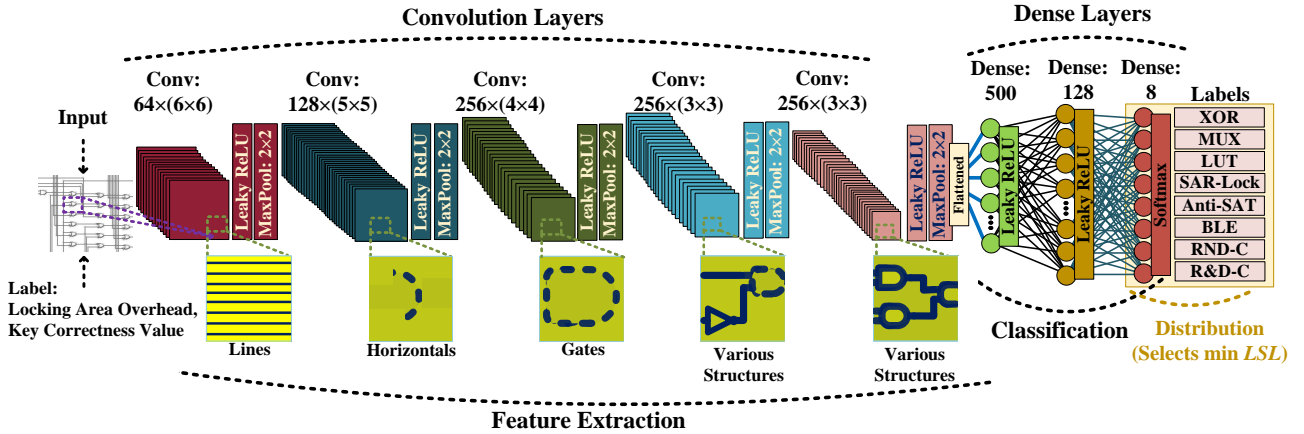 Convolution Layers
Dense Layers
Conv:
64×(6×6)
Conv:
128×(5×5)
Conv:
256×(4×4)
Conv:
256×(3×3)
Conv:
256×(3×3)
Dense:
500
Dense:
128
Dense:
8
Labels
Input
Label:
Locking Area Overhead,
Key Correctness Value
Leaky ReLU
MaxPool: 2×2
Leaky ReLU
MaxPool: 2×2
Leaky ReLU
MaxPool: 2×2
Leaky ReLU
MaxPool: 2×2
Leaky ReLU
MaxPool: 2×2
Flattened
Leaky ReLU
Leaky ReLU
Softmax
XOR
MUX
LUT
SAR-Lock
Anti-SAT
BLE
RND-C
R&D-C
Lines
Horizontals
Gates
Various
Structures
Various
Structures
Classification
Distribution
(Selects min LSL)
Feature Extraction